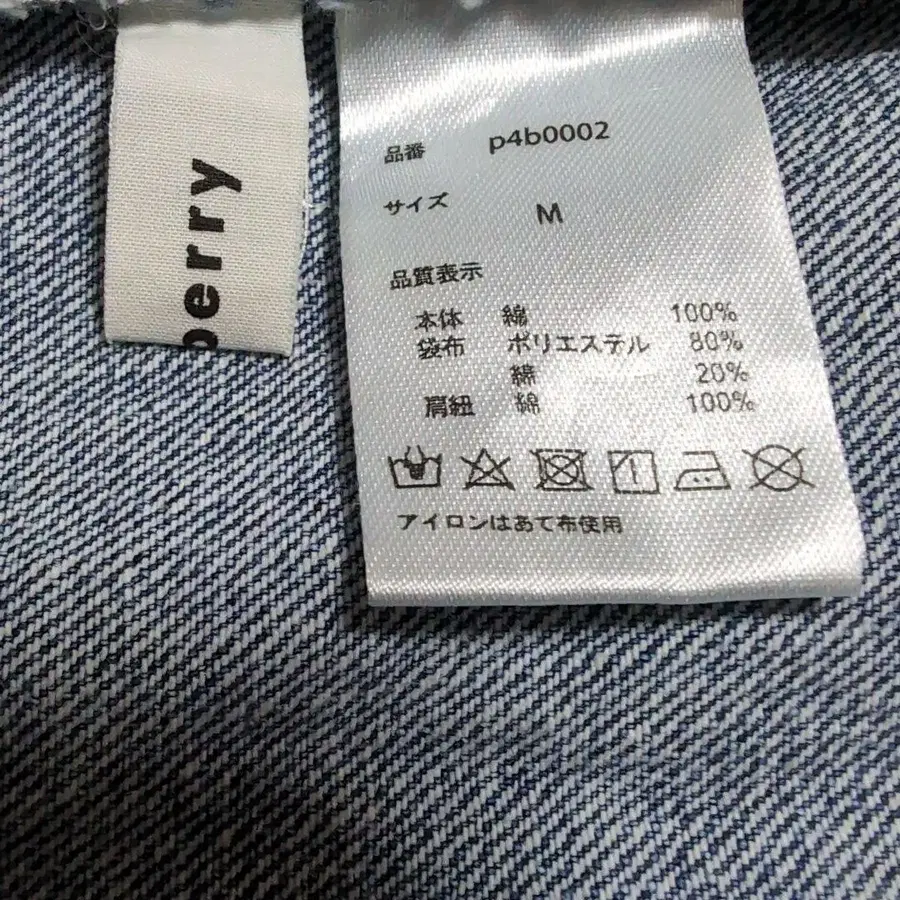 perry
品番 p4b0002
サイズ M
品質表示
本体 綿 100%
袋布 ポリエステル 80%
綿 20%
肩紐 綿 100%
アイロンはあて布使用